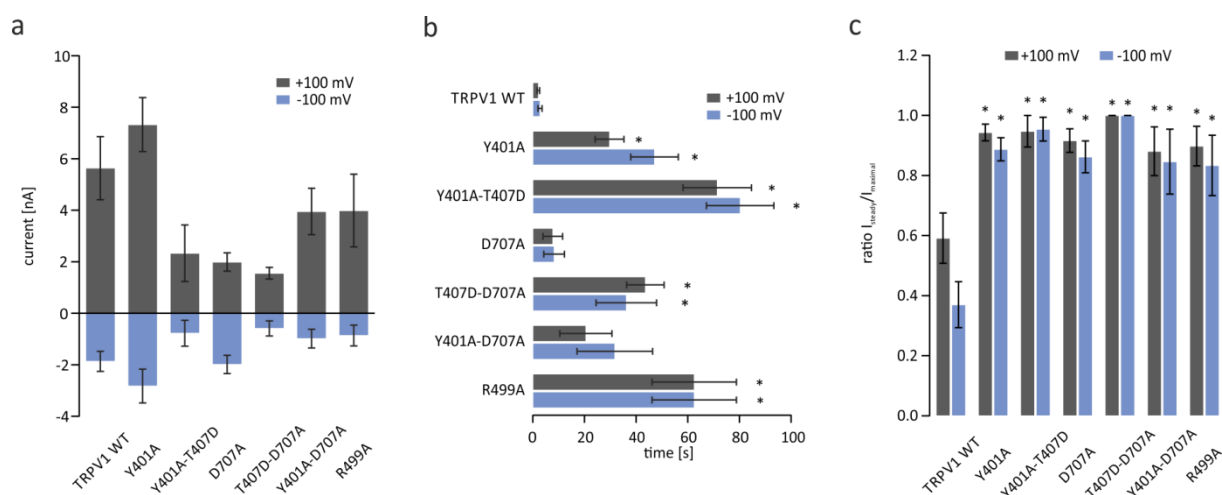 a
10
8
6
4
2
0
-2
-4
current [nA]
+100 mV
-100 mV
TRPV1 WT
Y401A
Y401A-T407D
D707A
T407D-D707A
Y401A-D707A
R499A
b
TRPV1 WT
Y401A
Y401A-T407D
D707A
T407D-D707A
Y401A-D707A
R499A
+100 mV
-100 mV
* 
*
*
*
*
*
*
*
0 20 40 60 80 100
time [s]
c
1.2
1.0
0.8
0.6
0.4
0.2
0.0
ratio Isteady/Imaximal
+100 mV -100 mV
* * * * * * * * * * * *
TRPV1 WT
Y401A
Y401A-T407D
D707A
T407D-D707A
Y401A-D707A
R499A